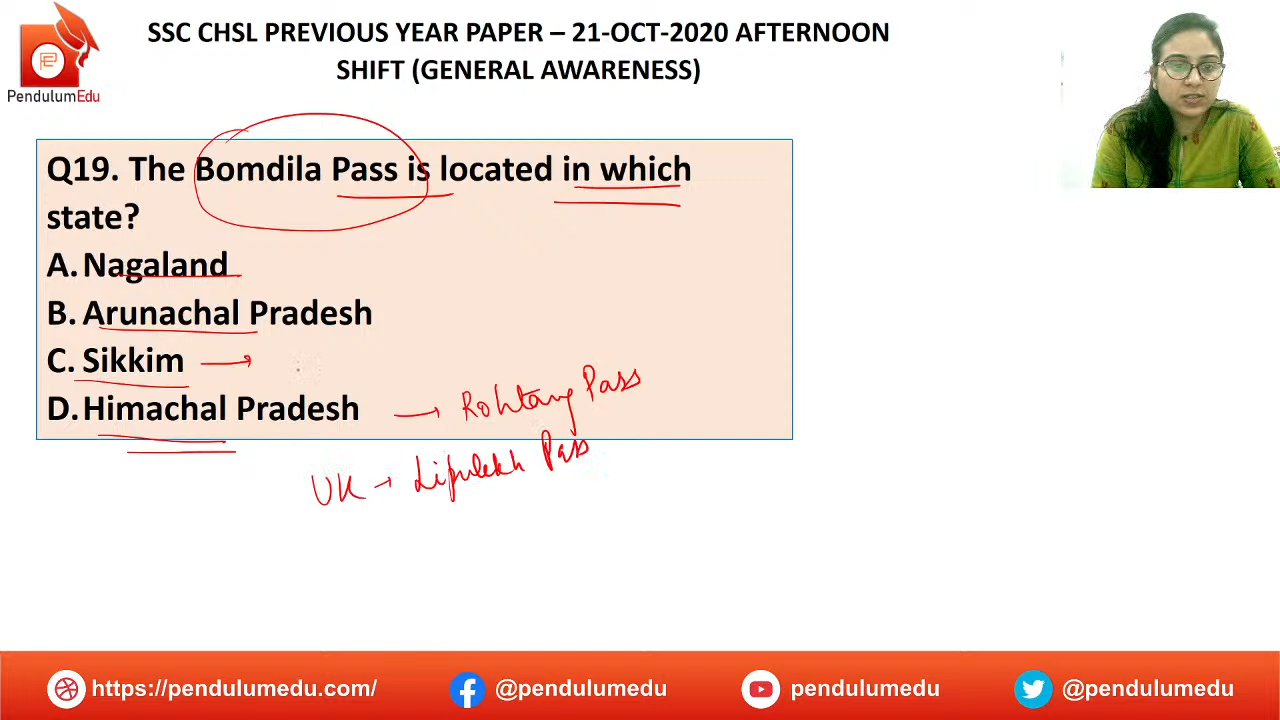 SSC CHSL PREVIOUS YEAR PAPER – 21-OCT-2020 AFTERNOON
SHIFT (GENERAL AWARENESS)
PendulumEdu
Q19. The Bomdila Pass is located in which
state?
A. Nagaland
B. Arunachal Pradesh
C. Sikkim →
D. Himachal Pradesh → Rohtang Pass
UK → Lipulekh Pass
https://pendulumedu.com/ @pendulumedu pendulumedu @pendulumedu